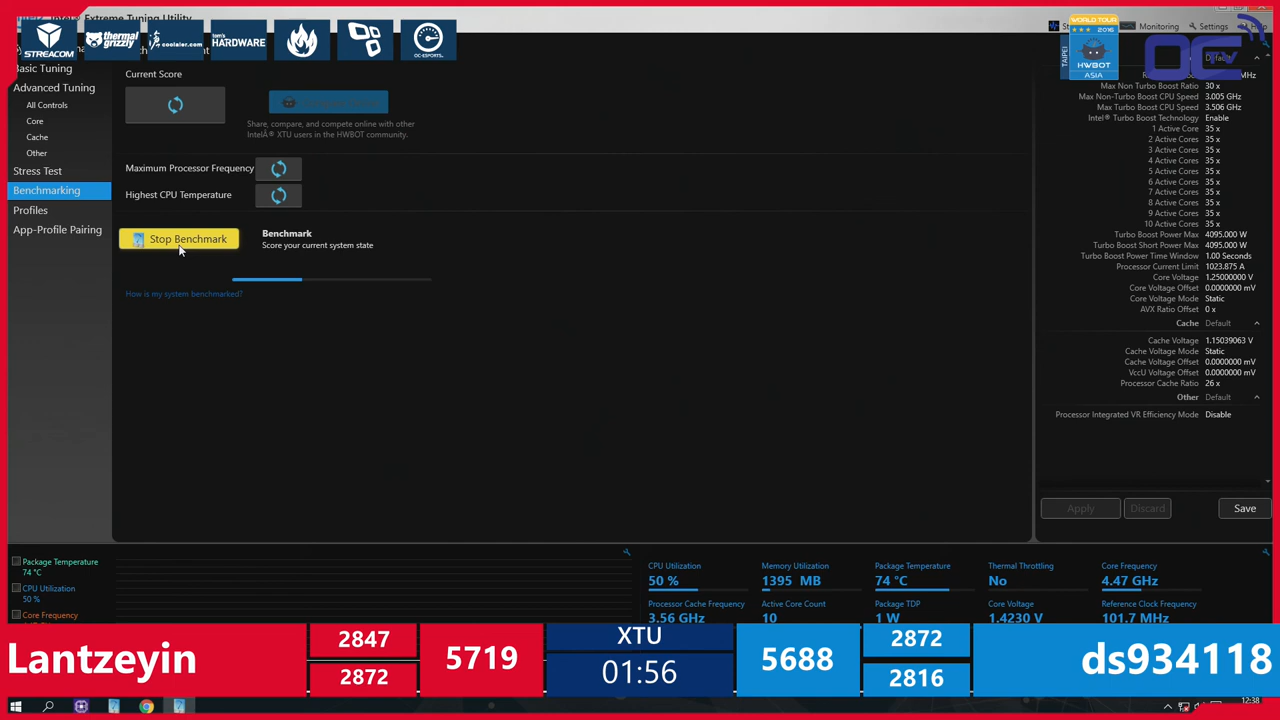 Extreme Tuning Utility
STREACOM
thermal grizzly
coolaler.com
tom's HARDWARE
OC-ESPORTS
WORLD TOUR
2016
TAIPEI
HWBOT
ASIA
OCTV
Monitoring
Settings
Basic Tuning
Advanced Tuning
All Controls
Core
Cache
Other
Stress Test
Benchmarking
Profiles
App-Profile Pairing
Current Score
Share, compare, and compete online with other
IntelÂ® XTU users in the HWBOT community.
Maximum Processor Frequency
Highest CPU Temperature
Stop Benchmark
Benchmark
Score your current system state
How is my system benchmarked?
Default
Max Non Turbo Boost Ratio 30 x
Max Non-Turbo Boost CPU Speed 3.005 GHz
Max Turbo Boost CPU Speed 3.506 GHz
Intel® Turbo Boost Technology Enable
1 Active Core 35 x
2 Active Cores 35 x
3 Active Cores 35 x
4 Active Cores 35 x
5 Active Cores 35 x
6 Active Cores 35 x
7 Active Cores 35 x
8 Active Cores 35 x
9 Active Cores 35 x
10 Active Cores 35 x
Turbo Boost Power Max 4095.000 W
Turbo Boost Short Power Max 4095.000 W
Turbo Boost Power Time Window 1.00 Seconds
Processor Current Limit 1023.875 A
Core Voltage 1.25000000 V
Core Voltage Offset 0.0000000 mV
Core Voltage Mode Static
AVX Ratio Offset 0 x
Cache Default
Cache Voltage 1.15039063 V
Cache Voltage Mode Static
Cache Voltage Offset 0.0000000 mV
VccU Voltage Offset 0.0000000 mV
Processor Cache Ratio 26 x
Other Default
Processor Integrated VR Efficiency Mode Disable
Apply Discard Save
Package Temperature
74 °C
CPU Utilization
50 %
Core Frequency
CPU Utilization Memory Utilization Package Temperature Thermal Throttling Core Frequency
50 % 1395 MB 74 °C No 4.47 GHz
Processor Cache Frequency Active Core Count Package TDP Core Voltage Reference Clock Frequency
3.56 GHz 10 1 W 1.4230 V 101.7 MHz
Lantzeyin
2847
2872
5719
XTU
01:56
5688
2872
2816
ds934118
12:38